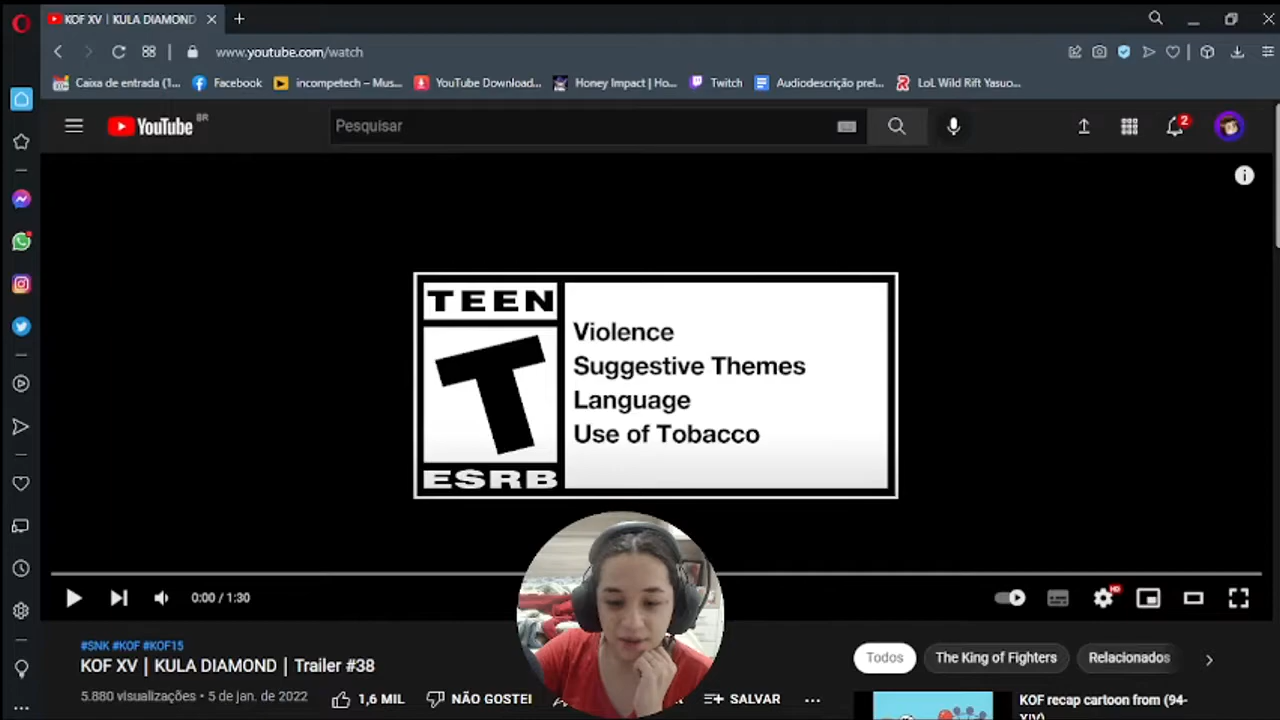 KOF XV | KULA DIAMOND
www.youtube.com/watch
Caixa de entrada (1...
Facebook
incompetech – Mus...
YouTube Download...
Honey Impact | Ho...
Twitch
Audiodescrição prel...
LoL Wild Rift Yasuo...
YouTube BR
Pesquisar
2
TEEN
T
ESRB
Violence
Suggestive Themes
Language
Use of Tobacco
0:00 / 1:30
HD
#SNK #KOF #KOF15
KOF XV | KULA DIAMOND | Trailer #38
5.880 visualizações • 5 de jan. de 2022
1,6 MIL
NÃO GOSTEI
SALVAR
Todos
The King of Fighters
Relacionados
KOF recap cartoon from (94-
XIV)